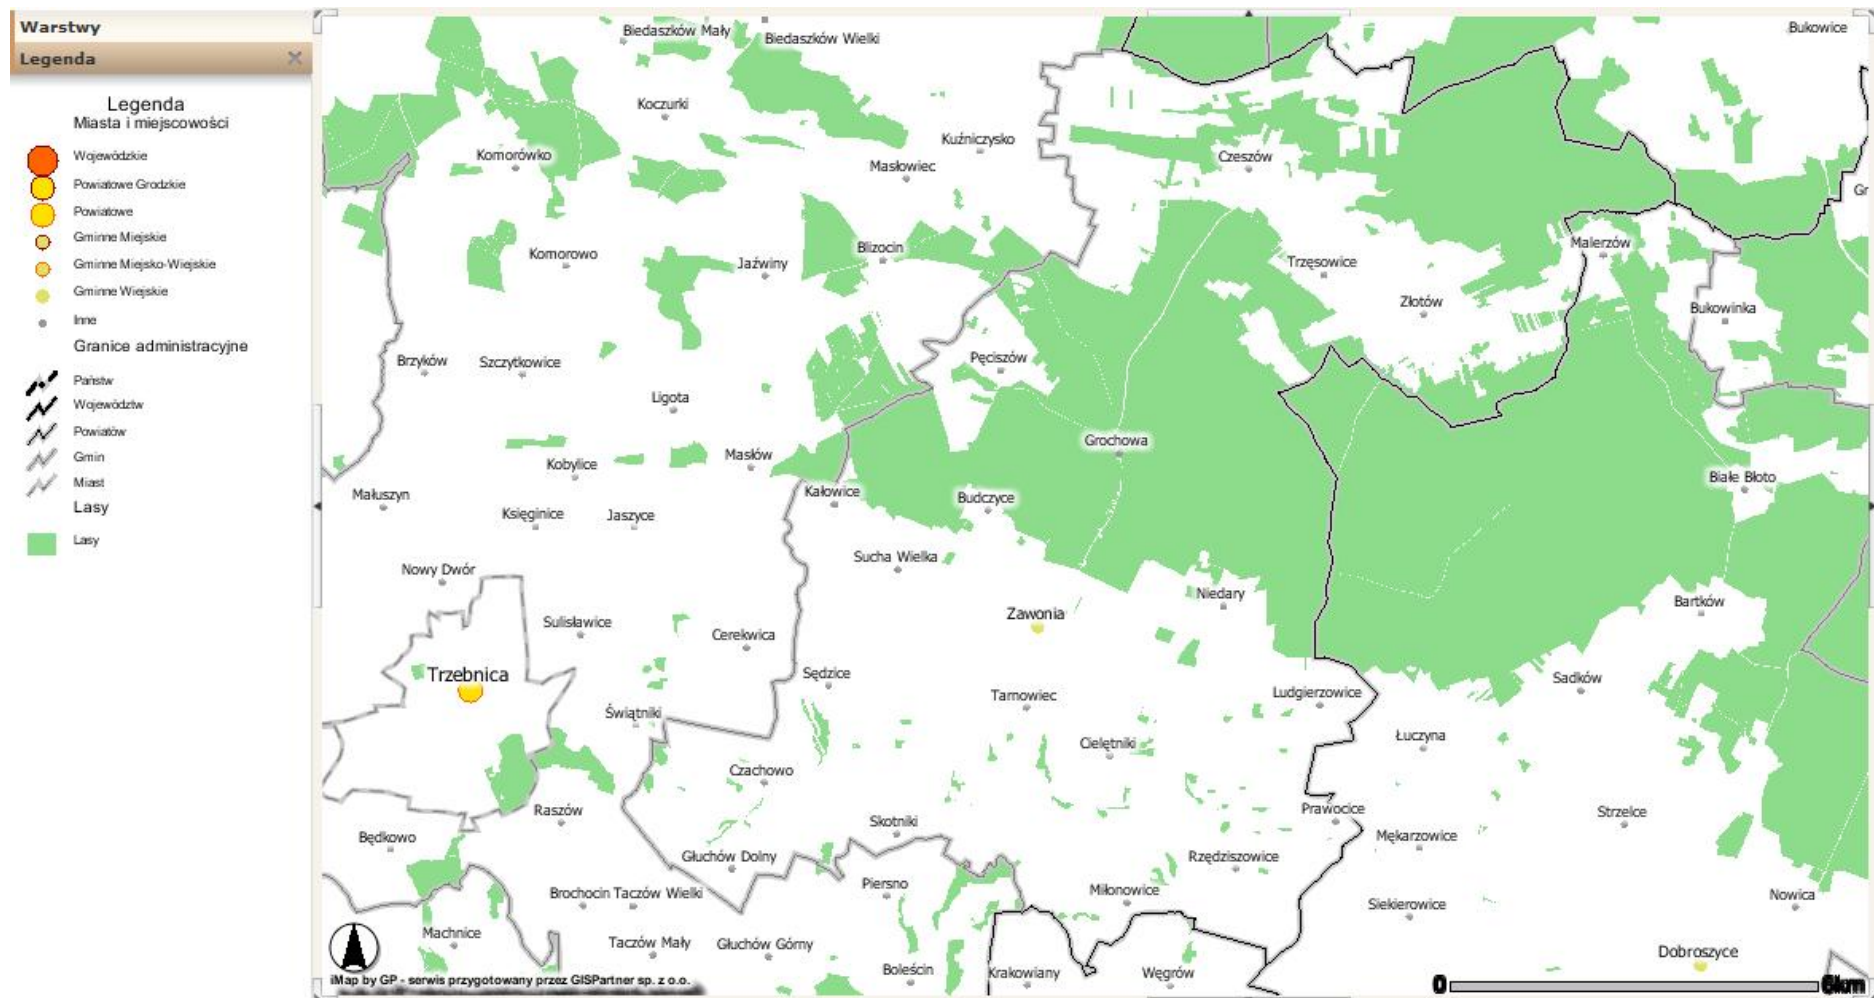 Warstwy
Legenda
Legenda
Miasta i miejscowości
Wojewódzkie
Powiatowe Grodzkie
Powiatowe
Gminne Miejskie
Gminne Miejsko-Wiejskie
Gminne Wiejskie
Inne
Granice administracyjne
Państw
Województw
Powiatów
Gmin
Miast
Lasy
Lasy
Biedaszków Mały
Biedaszków Wielki
Bukowice
Koczurki
Kuźniczysko
Komorówko
Masłowiec
Czeszów
Gr
Komorowo
Jaźwiny
Blizocin
Trzęsowice
Malerzów
Złotów
Bukowinka
Brzyków
Szczytkowice
Pęciszów
Ligota
Grochowa
Masłów
Kobylice
Białe Błoto
Małuszyn
Kałowice
Budczyce
Księginice
Jaszyce
Sucha Wielka
Nowy Dwór
Niedary
Bartków
Zawonia
Sulisławice
Cerekwica
Trzebnica
Sędzice
Sadków
Tarnowiec
Ludgierzowice
Świątniki
Łuczyna
Cielętniki
Czachowo
Raszów
Prawocice
Strzelce
Skotniki
Będkowo
Mękarzowice
Głuchów Dolny
Rzędziszowice
Piersno
Miłonowice
Brochocin
Taczów Wielki
Nowica
Siekierowice
Machnice
Taczów Mały
Głuchów Górny
Dobroszyce
Boleścin
Krakowiany
Węgrów
iMap by GP - serwis przygotowany przez GISPartner sp. z o.o.
0